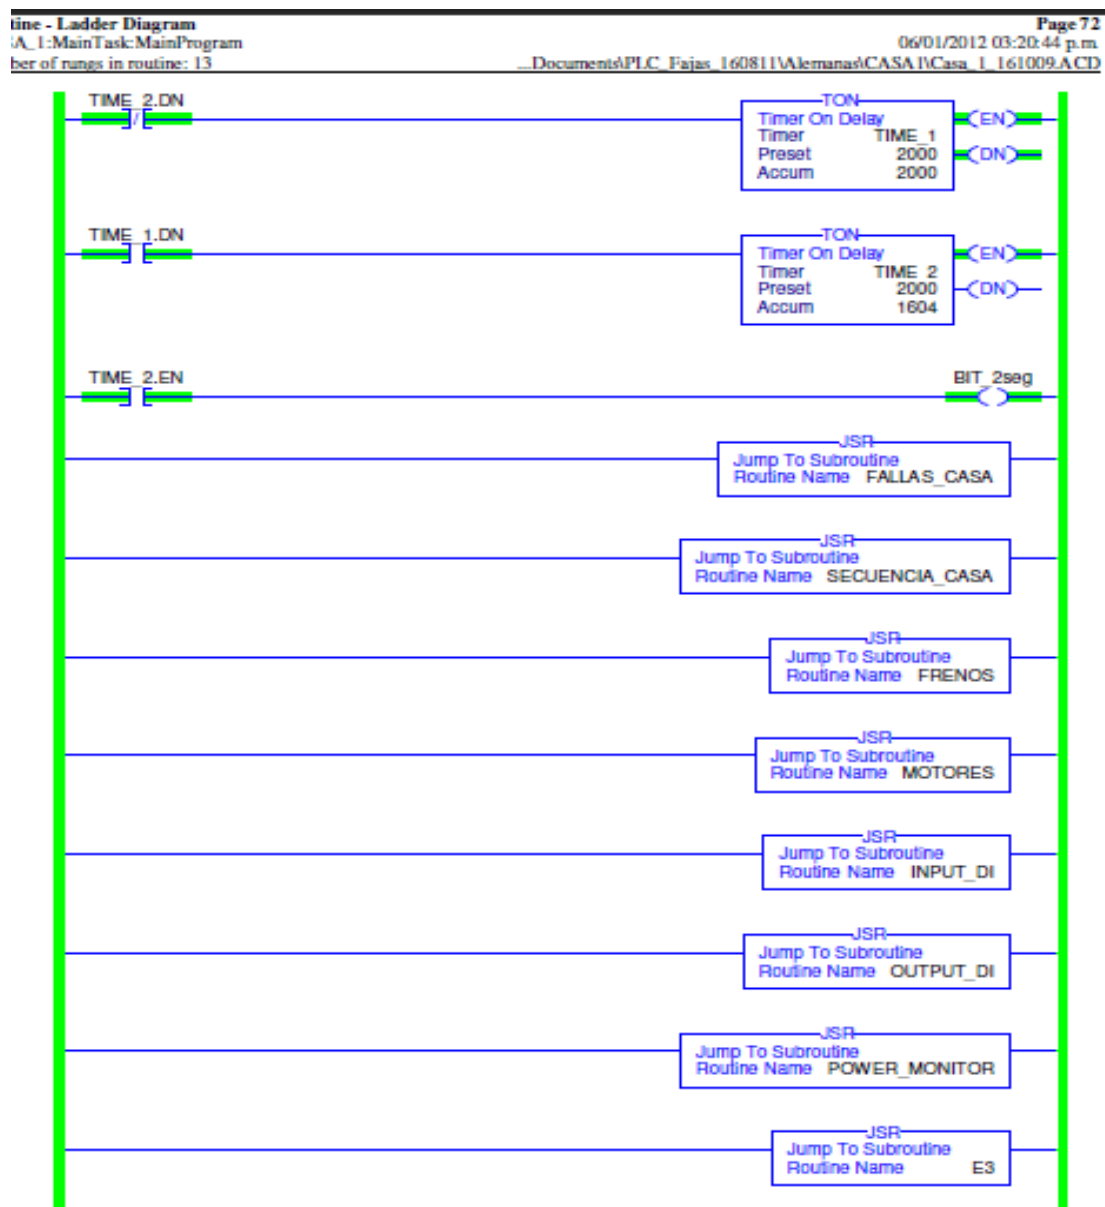 tine - Ladder Diagram
Page 72
A_1:MainTask:MainProgram
06/01/2012 03:20:44 p.m.
ber of rungs in routine: 13
...Documents\PLC_Fajas_160811\Alemanas\CASA1\Casa_1_161009.ACD
TIME_2.DN
TON
Timer On Delay
Timer TIME_1
Preset 2000
Accum 2000
EN
DN
TIME_1.DN
TON
Timer On Delay
Timer TIME_2
Preset 2000
Accum 1604
EN
DN
TIME_2.EN
BIT_2seg
JSR
Jump To Subroutine
Routine Name FALLAS_CASA
JSR
Jump To Subroutine
Routine Name SECUENCIA_CASA
JSR
Jump To Subroutine
Routine Name FRENOS
JSR
Jump To Subroutine
Routine Name MOTORES
JSR
Jump To Subroutine
Routine Name INPUT_DI
JSR
Jump To Subroutine
Routine Name OUTPUT_DI
JSR
Jump To Subroutine
Routine Name POWER_MONITOR
JSR
Jump To Subroutine
Routine Name E3